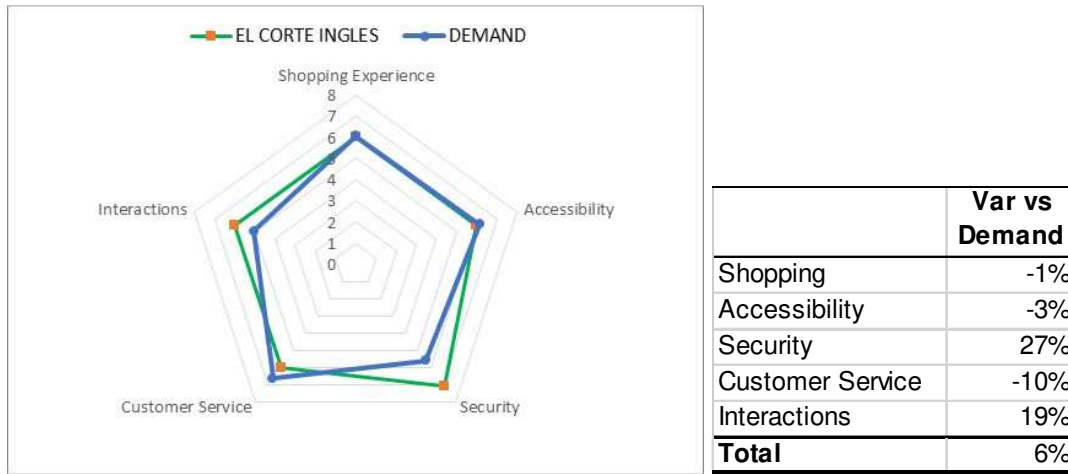 EL CORTE INGLES DEMAND
Shopping Experience
8
7
6
5
4
3
2
1
0
Interactions
Accessibility
Customer Service
Security
Var vs
Demand
Shopping -1%
Accessibility -3%
Security 27%
Customer Service -10%
Interactions 19%
Total 6%